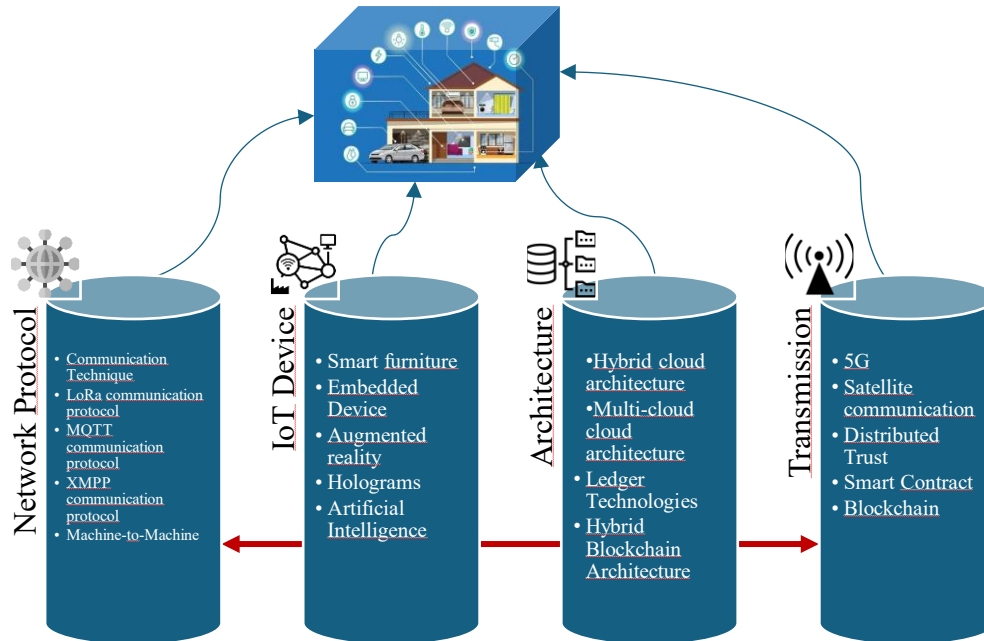 Network Protocol
• Communication
Technique
• LoRa communication
protocol
• MQTT
communication
protocol
• XMPP
communication
protocol
• Machine-to-Machine
IoT Device
• Smart furniture
• Embedded
Device
• Augmented
reality
• Holograms
• Artificial
Intelligence
Architecture
•Hybrid cloud
architecture
•Multi-cloud
cloud
architecture
• Ledger
Technologies
• Hybrid
Blockchain
Architecture
Transmission
• 5G
• Satellite
communication
• Distributed
Trust
• Smart Contract
• Blockchain